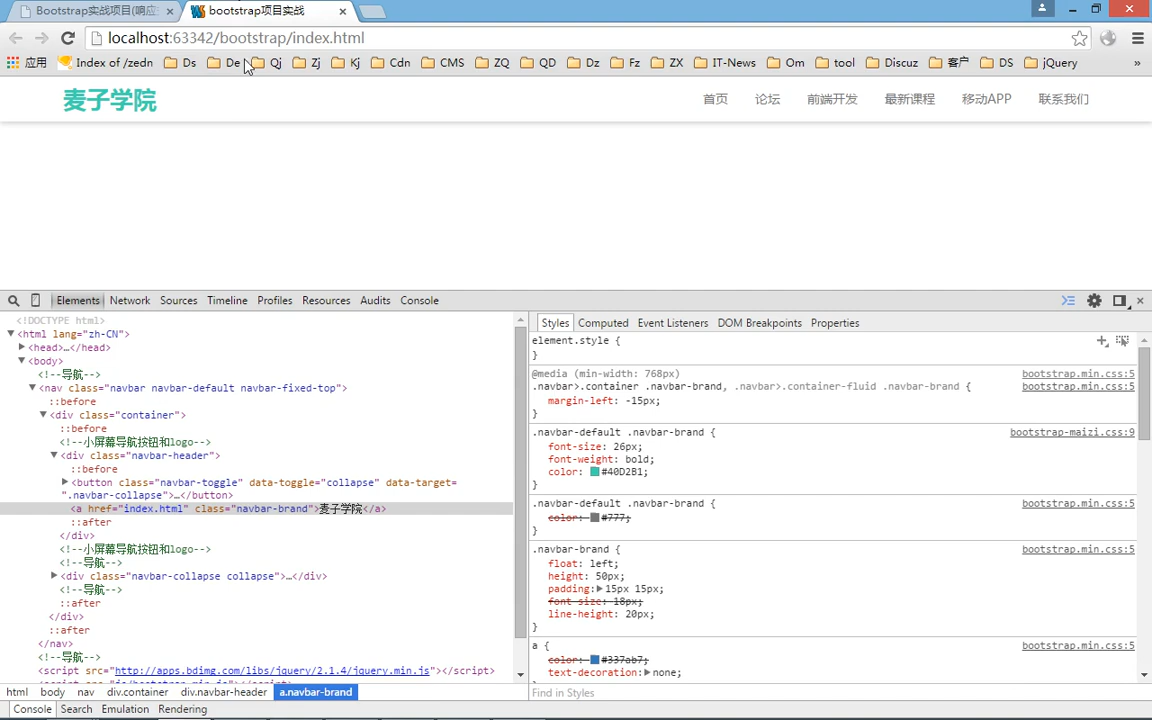 Bootstrap实战项目(响应 × bootstrap项目实战 ×
localhost:63342/bootstrap/index.html
应用 Index of /zedn Ds De Qj Zj Kj Cdn CMS ZQ QD Dz Fz ZX IT-News Om tool Discuz 客户 DS jQuery »
麦子学院 首页 论坛 前端开发 最新课程 移动APP 联系我们
Elements Network Sources Timeline Profiles Resources Audits Console
<!DOCTYPE html>
<html lang="zh-CN">
<head>…</head>
<body>
<!--导航-->
<nav class="navbar navbar-default navbar-fixed-top">
::before
<div class="container">
::before
<!--小屏幕导航按钮和logo-->
<div class="navbar-header">
::before
<button class="navbar-toggle" data-toggle="collapse" data-target=
".navbar-collapse">…</button>
<a href="index.html" class="navbar-brand">麦子学院</a>
::after
</div>
<!--小屏幕导航按钮和logo-->
<!--导航-->
<div class="navbar-collapse collapse">…</div>
<!--导航-->
::after
</div>
::after
</nav>
<!--导航-->
<script src="http://apps.bdimg.com/libs/jquery/2.1.4/jquery.min.js"></script>
html body nav div.container div.navbar-header a.navbar-brand
Styles Computed Event Listeners DOM Breakpoints Properties
element.style {
}
@media (min-width: 768px) bootstrap.min.css:5
.navbar>.container .navbar-brand, .navbar>.container-fluid .navbar-brand { bootstrap.min.css:5
margin-left: -15px;
}
.navbar-default .navbar-brand { bootstrap-maizi.css:9
font-size: 26px;
font-weight: bold;
color: #40D2B1;
}
.navbar-default .navbar-brand { bootstrap.min.css:5
color: #777;
}
.navbar-brand { bootstrap.min.css:5
float: left;
height: 50px;
padding: 15px 15px;
font-size: 18px;
line-height: 20px;
}
a { bootstrap.min.css:5
color: #337ab7;
text-decoration: none;
Find in Styles
Console Search Emulation Rendering